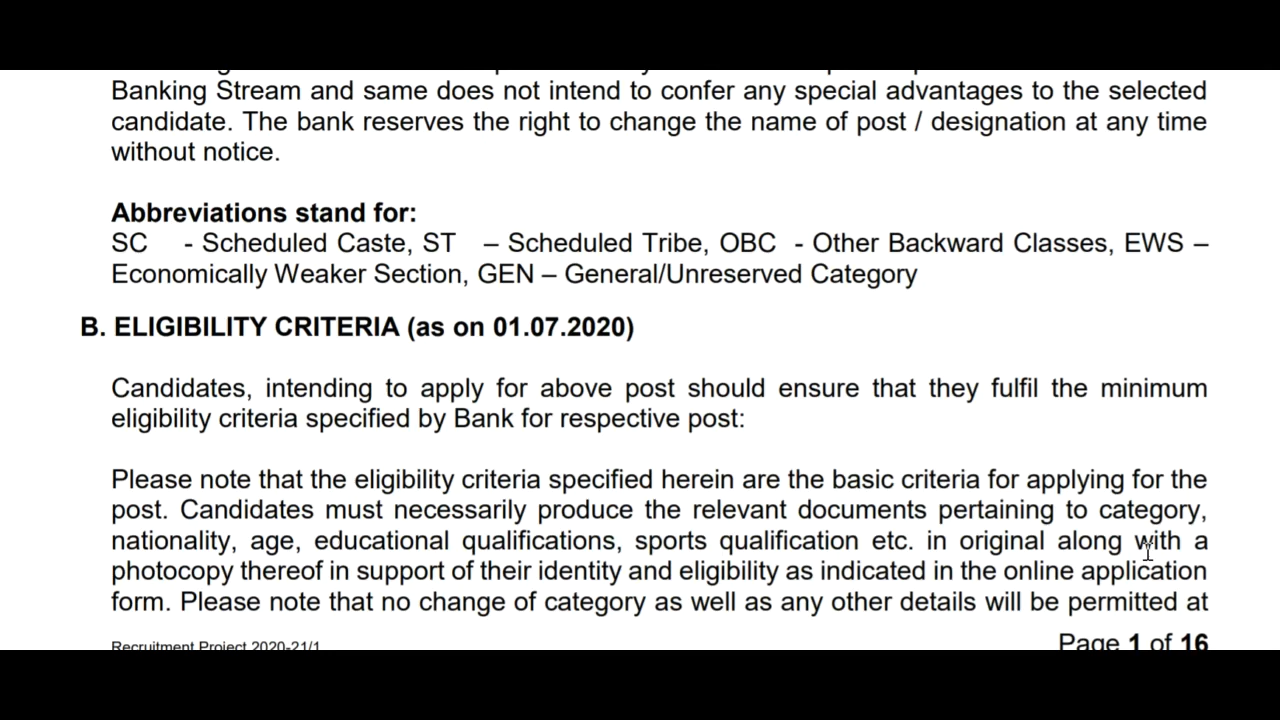 Banking Stream and same does not intend to confer any special advantages to the selected
candidate. The bank reserves the right to change the name of post / designation at any time
without notice.
Abbreviations stand for:
SC - Scheduled Caste, ST – Scheduled Tribe, OBC - Other Backward Classes, EWS –
Economically Weaker Section, GEN – General/Unreserved Category
B. ELIGIBILITY CRITERIA (as on 01.07.2020)
Candidates, intending to apply for above post should ensure that they fulfil the minimum
eligibility criteria specified by Bank for respective post:
Please note that the eligibility criteria specified herein are the basic criteria for applying for the
post. Candidates must necessarily produce the relevant documents pertaining to category,
nationality, age, educational qualifications, sports qualification etc. in original along with a
photocopy thereof in support of their identity and eligibility as indicated in the online application
form. Please note that no change of category as well as any other details will be permitted at
Recruitment Project 2020-21/1 Page 1 of 16